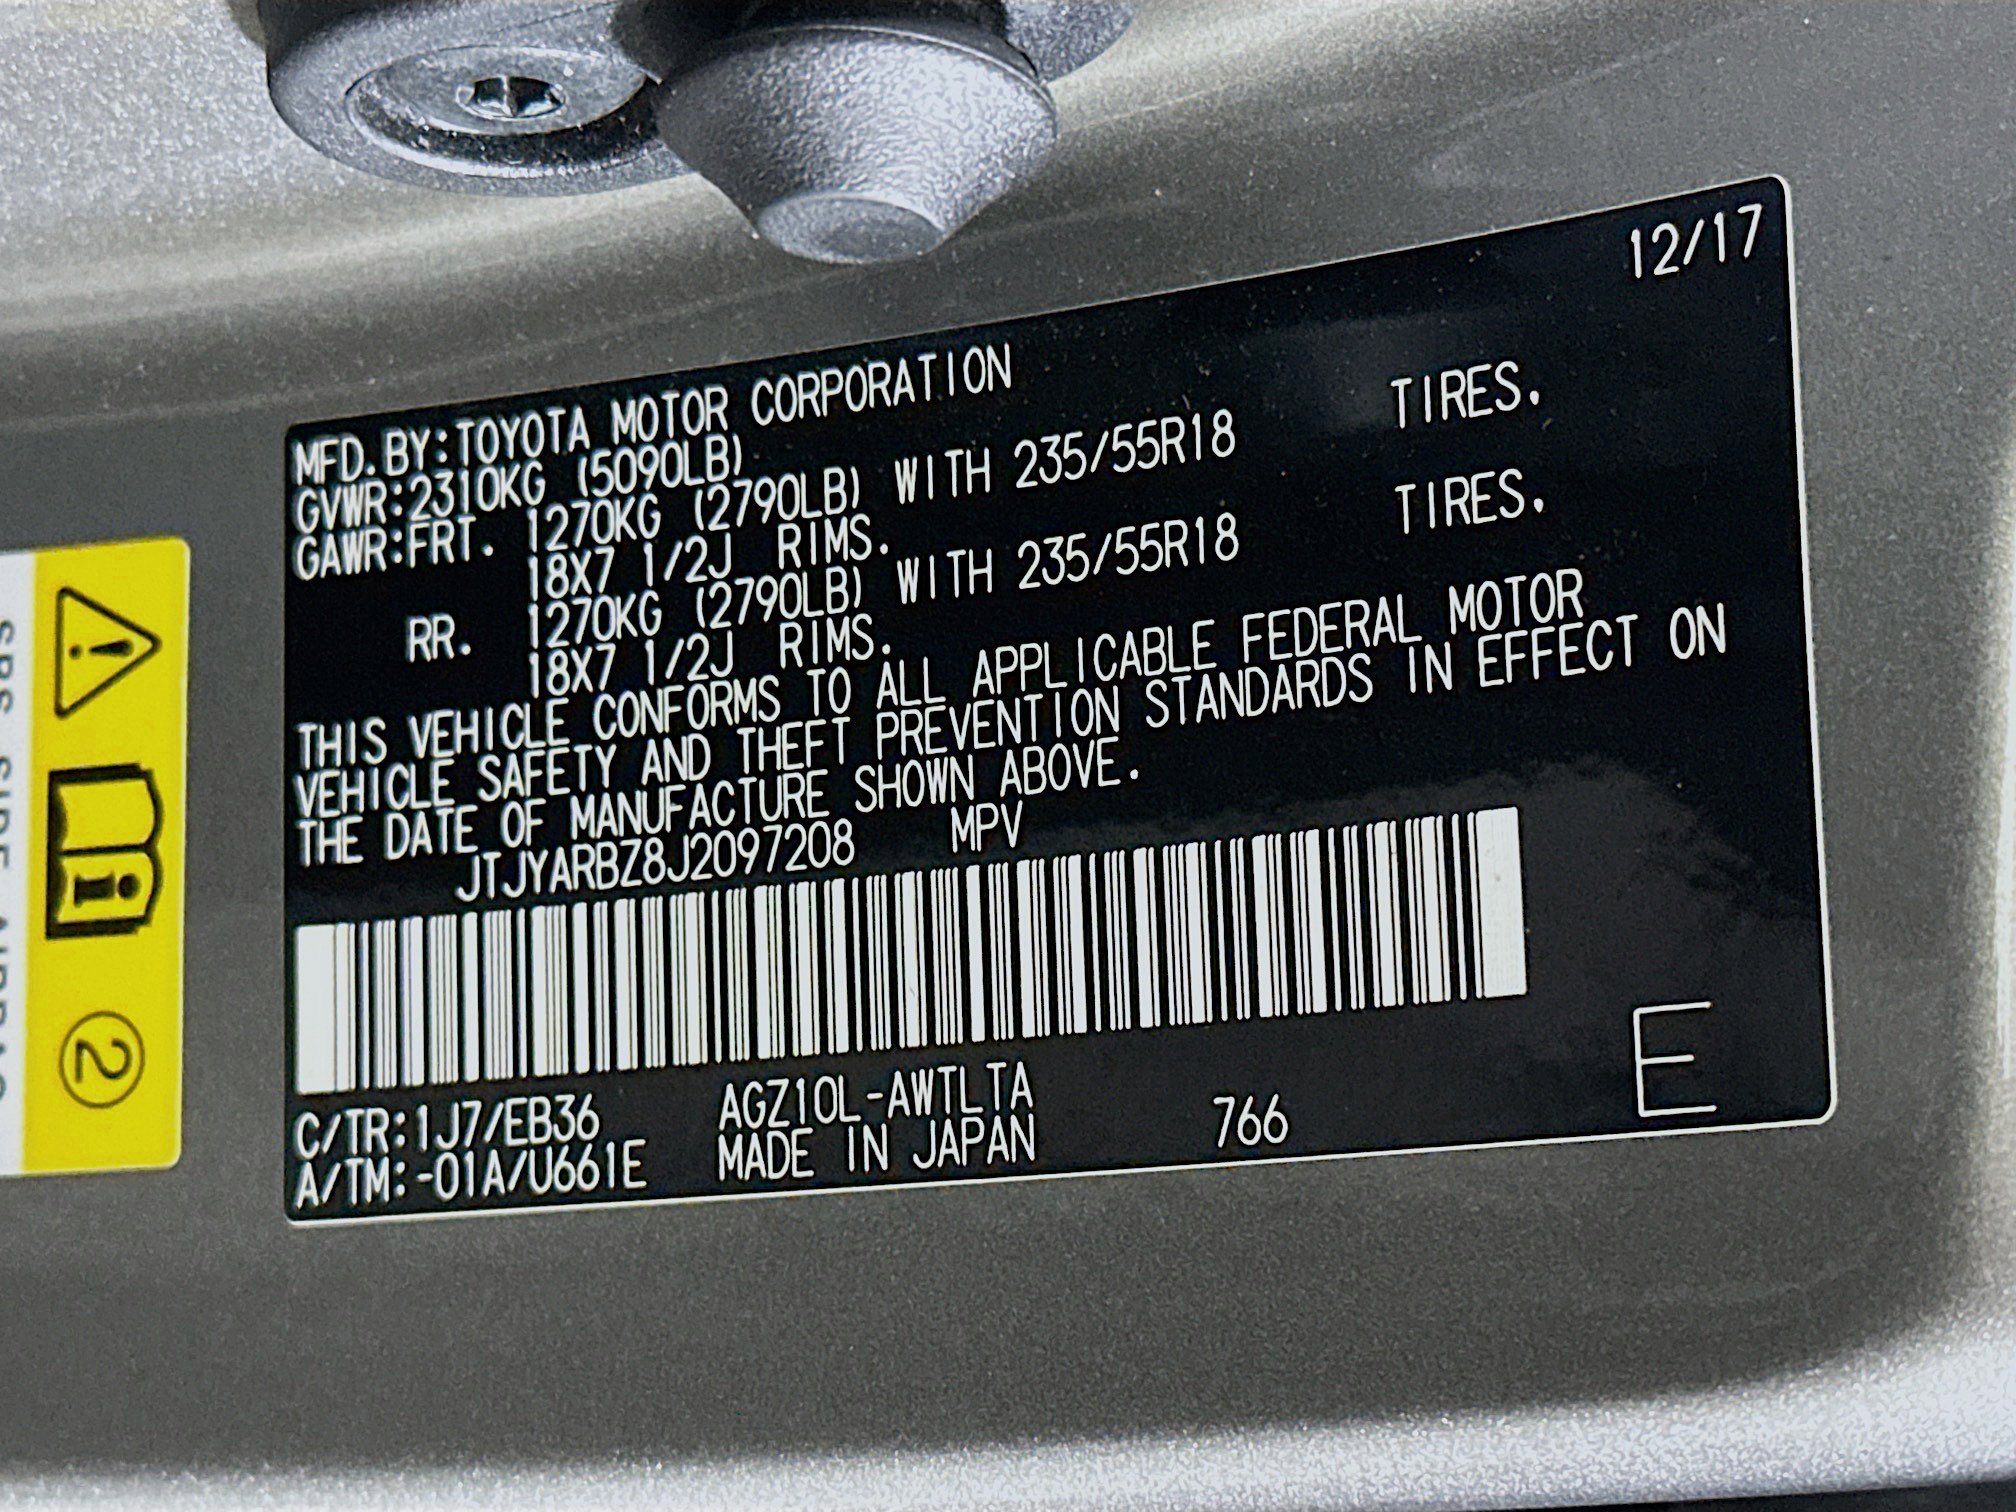 12/17
MFD.BY:TOYOTA MOTOR CORPORATION
GVWR:2310KG (5090LB)
GAWR:FRT. 1270KG (2790LB) WITH 235/55R18 TIRES.
18X7 1/2J RIMS.
RR. 1270KG (2790LB) WITH 235/55R18 TIRES.
18X7 1/2J RIMS.
THIS VEHICLE CONFORMS TO ALL APPLICABLE FEDERAL MOTOR
VEHICLE SAFETY AND THEFT PREVENTION STANDARDS IN EFFECT ON
THE DATE OF MANUFACTURE SHOWN ABOVE.
JTJYARBZ8J2097208 MPV
C/TR:1J7/EB36 AGZ10L-AWTLTA
A/TM:-01A/U661E MADE IN JAPAN 766
E
2